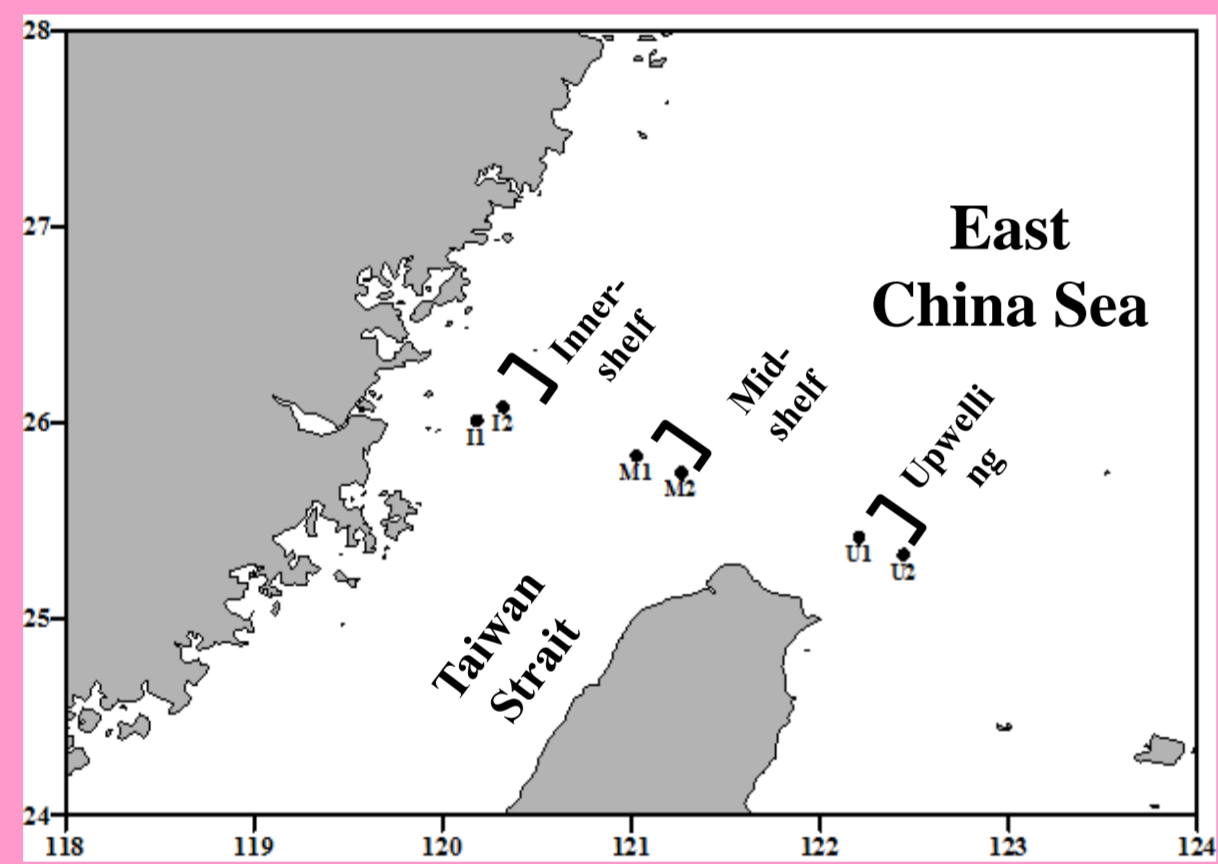 28
27
26
25
24
118
119
120
121
122
123
124
East
China Sea
Inner-
shelf
Mid-
shelf
Upwelli
ng
I1
I2
M1
M2
U1
U2
Taiwan
Strait